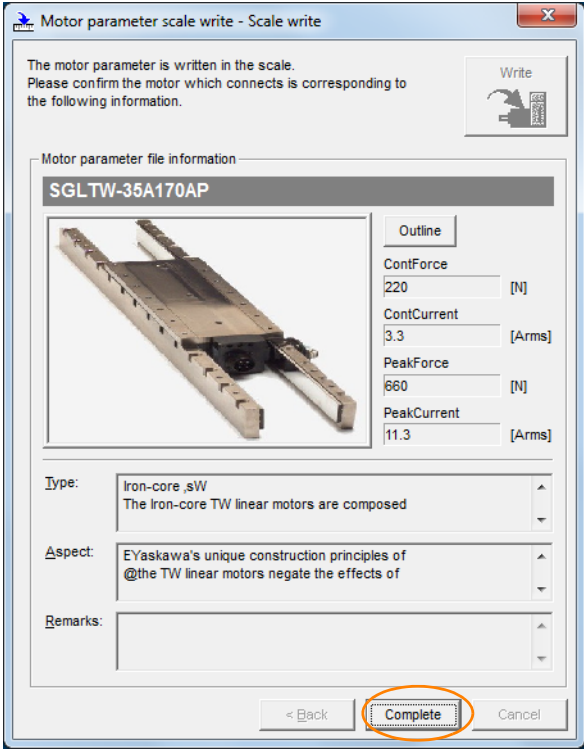 Motor parameter scale write - Scale write
The motor parameter is written in the scale.
Please confirm the motor which connects is corresponding to
the following information.
Write
Motor parameter file information
SGLTW-35A170AP
Outline
ContForce
220 [N]
ContCurrent
3.3 [Arms]
PeakForce
660 [N]
PeakCurrent
11.3 [Arms]
Type:
Iron-core ,sW
The Iron-core TW linear motors are composed
Aspect:
EYaskawa's unique construction principles of
@the TW linear motors negate the effects of
Remarks:
< Back
Complete
Cancel